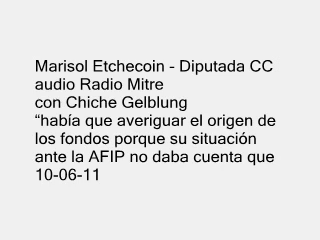 Marisol Etchecoin - Diputada CC
audio Radio Mitre
con Chiche Gelblung
“había que averiguar el origen de
los fondos porque su situación
ante la AFIP no daba cuenta que
10-06-11